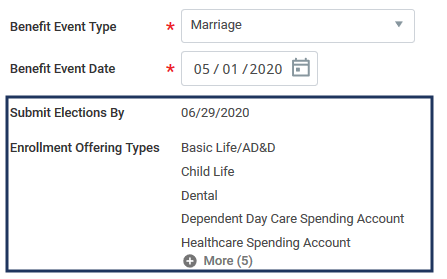 Benefit Event Type * Marriage
Benefit Event Date * 05 / 01 / 2020
Submit Elections By 06/29/2020
Enrollment Offering Types Basic Life/AD&D
Child Life
Dental
Dependent Day Care Spending Account
Healthcare Spending Account
More (5)